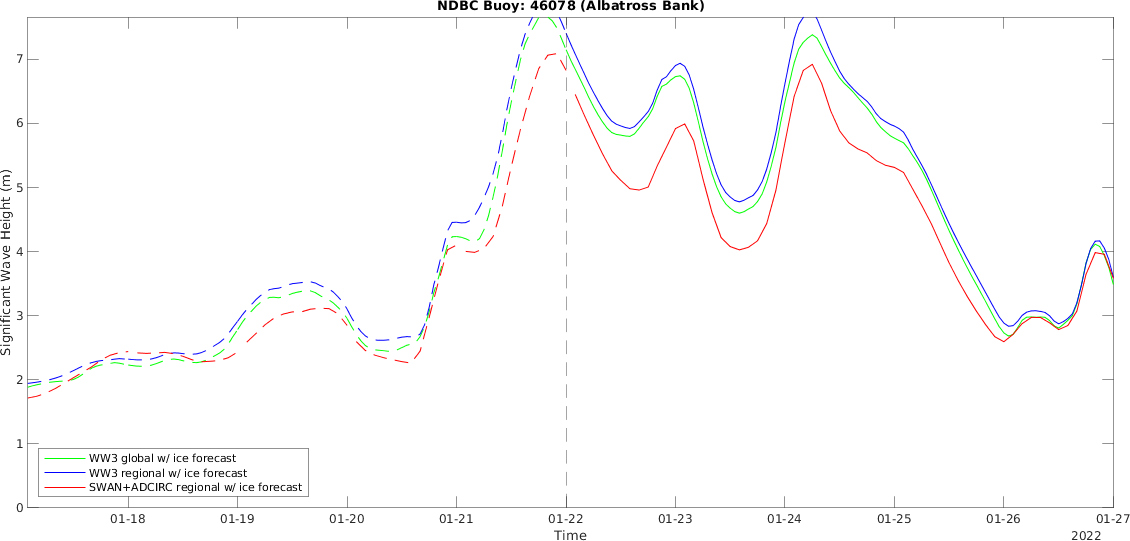 NDBC Buoy: 46078 (Albatross Bank)
Significant Wave Height (m)
7
6
5
4
3
2
1
0
WW3 global w/ ice forecast
WW3 regional w/ ice forecast
SWAN+ADCIRC regional w/ ice forecast
01-18 01-19 01-20 01-21 01-22 01-23 01-24 01-25 01-26 01-27
Time
2022